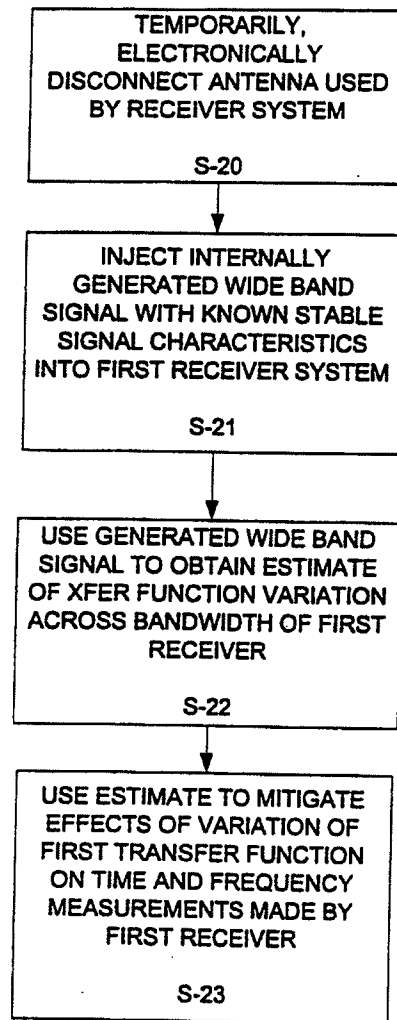 TEMPORARILY,
ELECTRONICALLY
DISCONNECT ANTENNA USED
BY RECEIVER SYSTEM
S-20
INJECT INTERNALLY
GENERATED WIDE BAND
SIGNAL WITH KNOWN STABLE
SIGNAL CHARACTERISTICS
INTO FIRST RECEIVER SYSTEM
S-21
USE GENERATED WIDE BAND
SIGNAL TO OBTAIN ESTIMATE
OF XFER FUNCTION VARIATION
ACROSS BANDWIDTH OF FIRST
RECEIVER
S-22
USE ESTIMATE TO MITIGATE
EFFECTS OF VARIATION OF
FIRST TRANSFER FUNCTION
ON TIME AND FREQUENCY
MEASUREMENTS MADE BY
FIRST RECEIVER
S-23